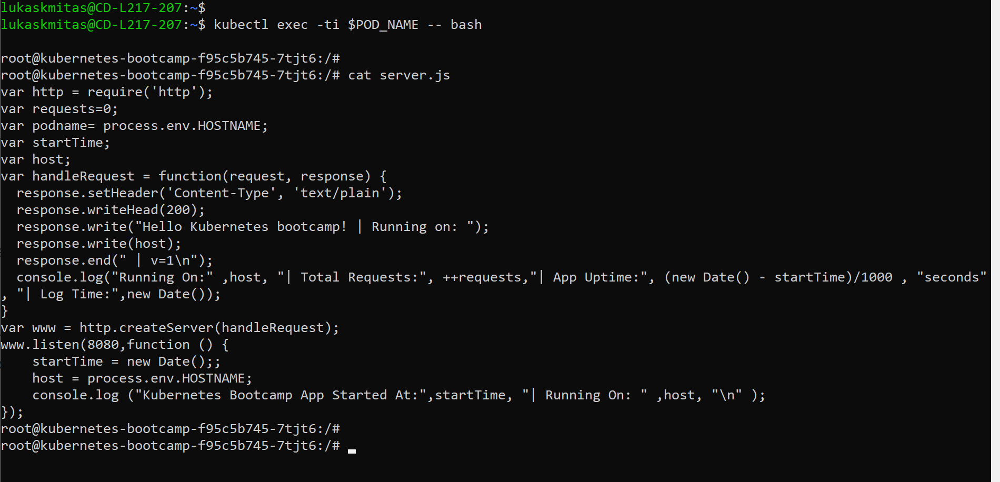 lukaskmitas@CD-L217-207:~$
lukaskmitas@CD-L217-207:~$ kubectl exec -ti $POD_NAME -- bash

root@kubernetes-bootcamp-f95c5b745-7tjt6:/#
root@kubernetes-bootcamp-f95c5b745-7tjt6:/# cat server.js
var http = require('http');
var requests=0;
var podname= process.env.HOSTNAME;
var startTime;
var host;
var handleRequest = function(request, response) {
  response.setHeader('Content-Type', 'text/plain');
  response.writeHead(200);
  response.write("Hello Kubernetes bootcamp! | Running on: ");
  response.write(host);
  response.end(" | v=1\n");
  console.log("Running On:" ,host, "| Total Requests:", ++requests,"| App Uptime:", (new Date() - startTime)/1000 , "seconds"
, "| Log Time:",new Date());
}
var www = http.createServer(handleRequest);
www.listen(8080,function () {
    startTime = new Date();;
    host = process.env.HOSTNAME;
    console.log ("Kubernetes Bootcamp App Started At:",startTime, "| Running On: " ,host, "\n" );
});
root@kubernetes-bootcamp-f95c5b745-7tjt6:/#
root@kubernetes-bootcamp-f95c5b745-7tjt6:/#